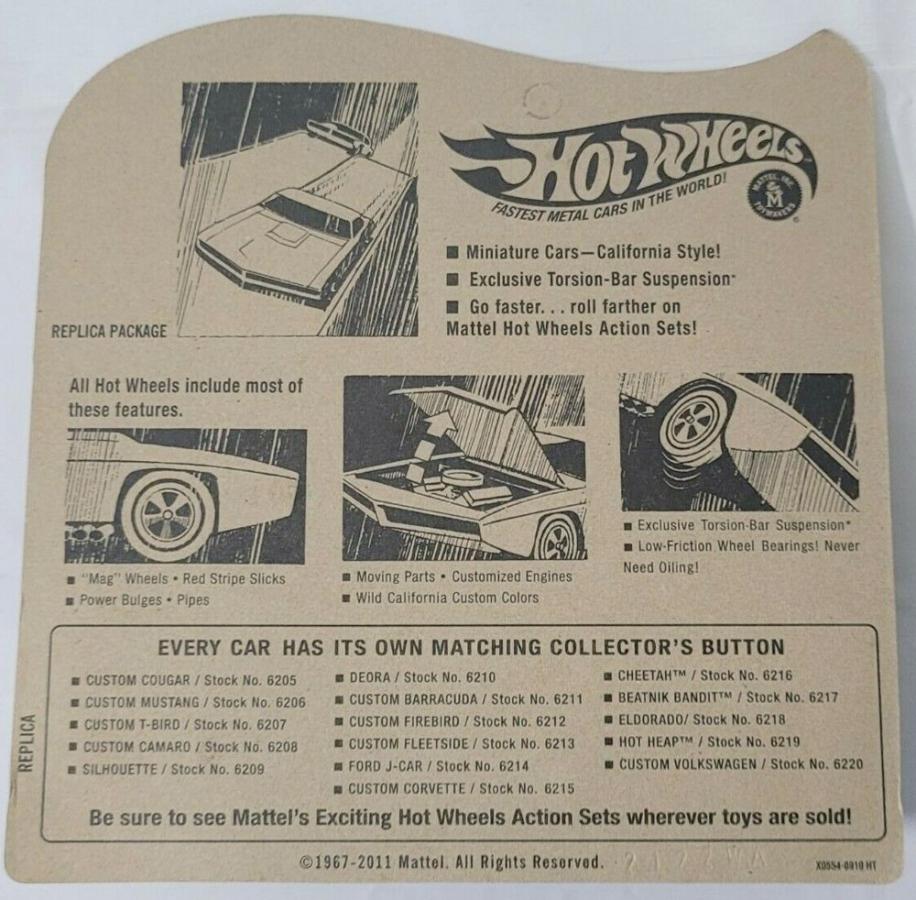 HOT WHEELS
FASTEST METAL CARS IN THE WORLD!
MATTEL, INC.
M
TOYMAKERS
®
■ Miniature Cars—California Style!
■ Exclusive Torsion-Bar Suspension*
■ Go faster. . . roll farther on
Mattel Hot Wheels Action Sets!
REPLICA PACKAGE
All Hot Wheels include most of
these features.
■ "Mag" Wheels • Red Stripe Slicks
■ Power Bulges • Pipes
■ Moving Parts • Customized Engines
■ Wild California Custom Colors
■ Exclusive Torsion-Bar Suspension*
■ Low-Friction Wheel Bearings! Never
Need Oiling!
REPLICA
EVERY CAR HAS ITS OWN MATCHING COLLECTOR'S BUTTON
■ CUSTOM COUGAR / Stock No. 6205
■ CUSTOM MUSTANG / Stock No. 6206
■ CUSTOM T-BIRD / Stock No. 6207
■ CUSTOM CAMARO / Stock No. 6208
■ SILHOUETTE / Stock No. 6209
■ DEORA / Stock No. 6210
■ CUSTOM BARRACUDA / Stock No. 6211
■ CUSTOM FIREBIRD / Stock No. 6212
■ CUSTOM FLEETSIDE / Stock No. 6213
■ FORD J-CAR / Stock No. 6214
■ CUSTOM CORVETTE / Stock No. 6215
■ CHEETAH™ / Stock No. 6216
■ BEATNIK BANDIT™ / Stock No. 6217
■ ELDORADO/ Stock No. 6218
■ HOT HEAP™ / Stock No. 6219
■ CUSTOM VOLKSWAGEN / Stock No. 6220
Be sure to see Mattel's Exciting Hot Wheels Action Sets wherever toys are sold!
©1967-2011 Mattel. All Rights Reserved.
X0554-0910 HT